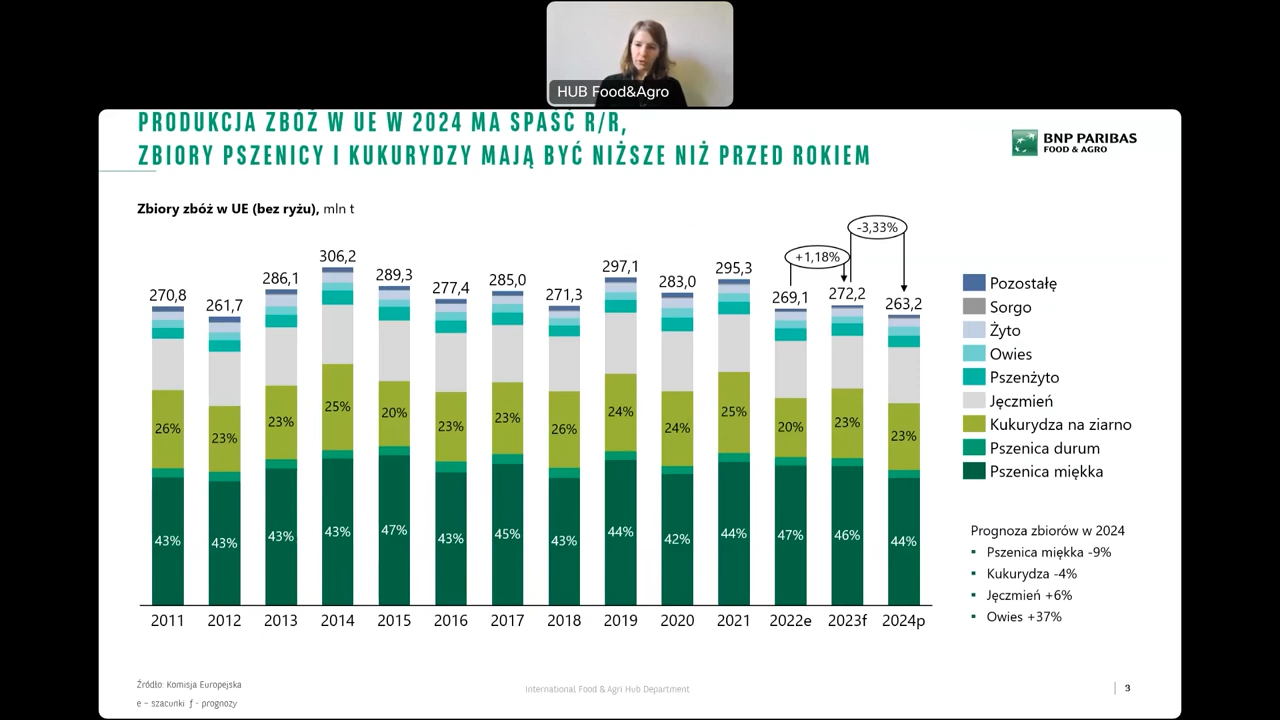 HUB Food&Agro
PRODUKCJA ZBÓŻ W UE W 2024 MA SPAŚĆ R/R,
ZBIORY PSZENICY I KUKURYDZY MAJĄ BYĆ NIŻSZE NIŻ PRZED ROKIEM
BNP PARIBAS
FOOD & AGRO
Zbiory zbóż w UE (bez ryżu), mln t
-3,33%
+1,18%
270,8 261,7 286,1 306,2 289,3 277,4 285,0 271,3 297,1 283,0 295,3 269,1 272,2 263,2
26% 23% 23% 25% 20% 23% 23% 26% 24% 24% 25% 20% 23% 23%
43% 43% 43% 43% 47% 43% 45% 43% 44% 42% 44% 47% 46% 44%
2011 2012 2013 2014 2015 2016 2017 2018 2019 2020 2021 2022e 2023f 2024p
Pozostałę
Sorgo
Żyto
Owies
Pszenżyto
Jęczmień
Kukurydza na ziarno
Pszenica durum
Pszenica miękka
Prognoza zbiorów w 2024
▪ Pszenica miękka -9%
▪ Kukurydza -4%
▪ Jęczmień +6%
▪ Owies +37%
Źródło: Komisja Europejska
e – szacunki f - prognozy
International Food & Agri Hub Department
3